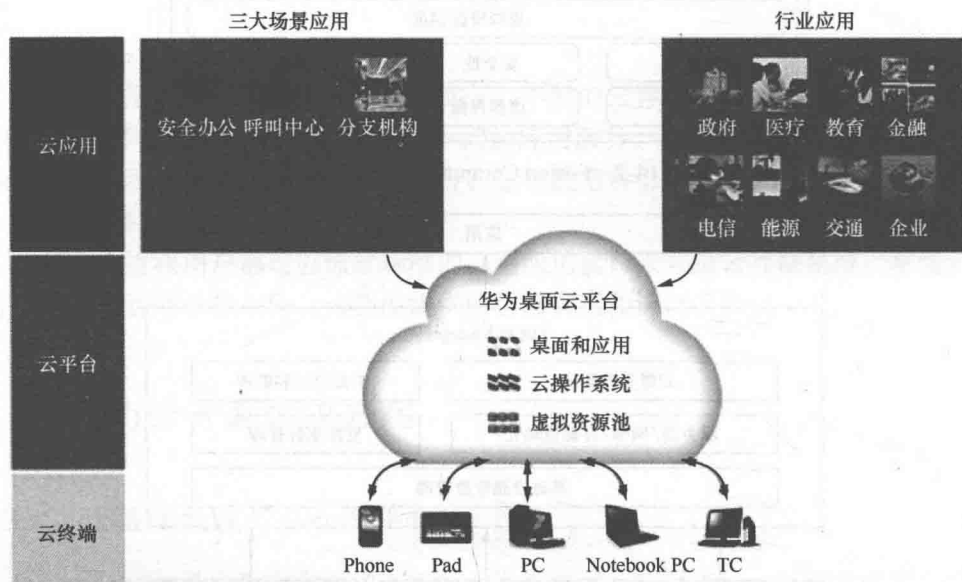 三大场景应用
行业应用
云应用
安全办公 呼叫中心 分支机构
政府 医疗 教育 金融
电信 能源 交通 企业
云平台
华为桌面云平台
桌面和应用
云操作系统
虚拟资源池
云终端
Phone Pad PC Notebook PC TC